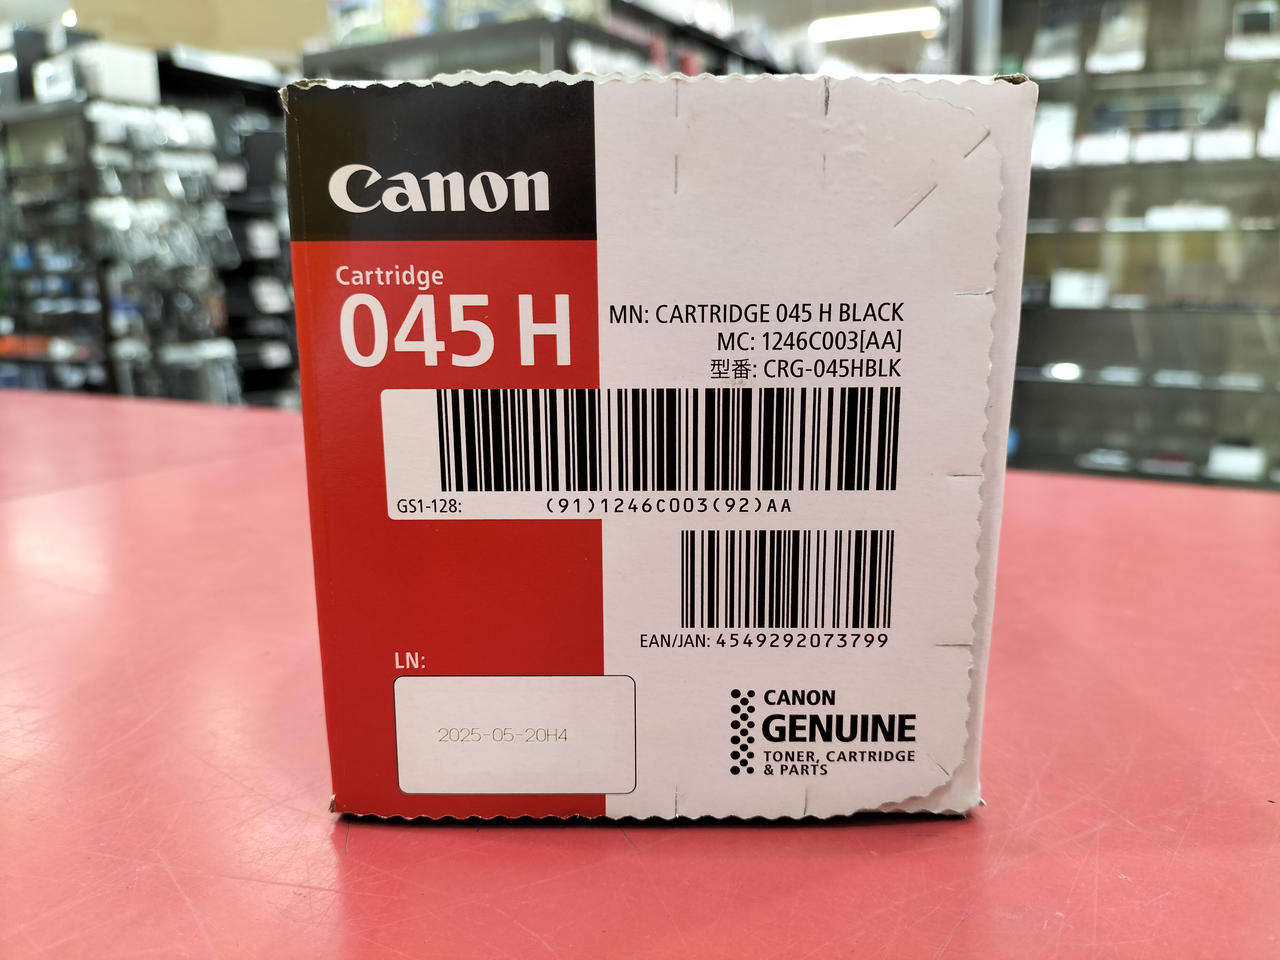 Canon
Cartridge
045 H
MN: CARTRIDGE 045 H BLACK
MC: 1246C003[AA]
型番: CRG-045HBLK
GS1-128: (91)1246C003(92)AA
EAN/JAN: 4549292073799
LN:
2025-05-20H4
CANON
GENUINE
TONER, CARTRIDGE
& PARTS